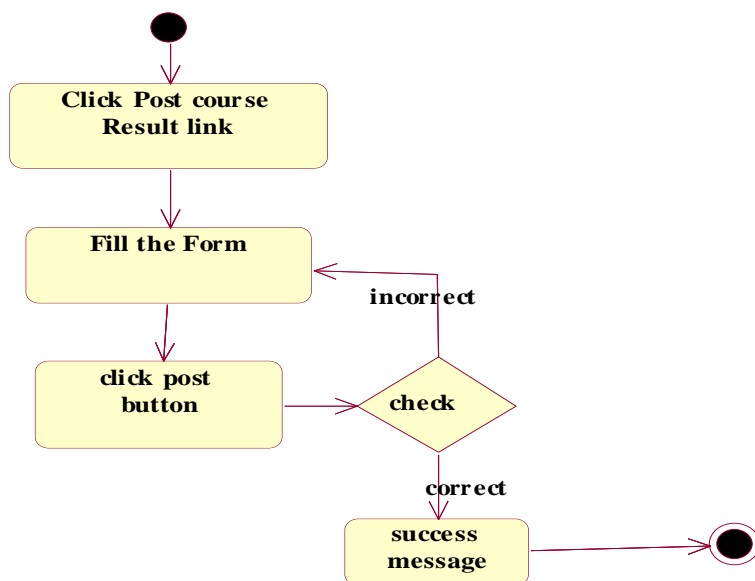 Click Post course
Result link
Fill the Form
incorrect
click post
button
check
correct
success
message